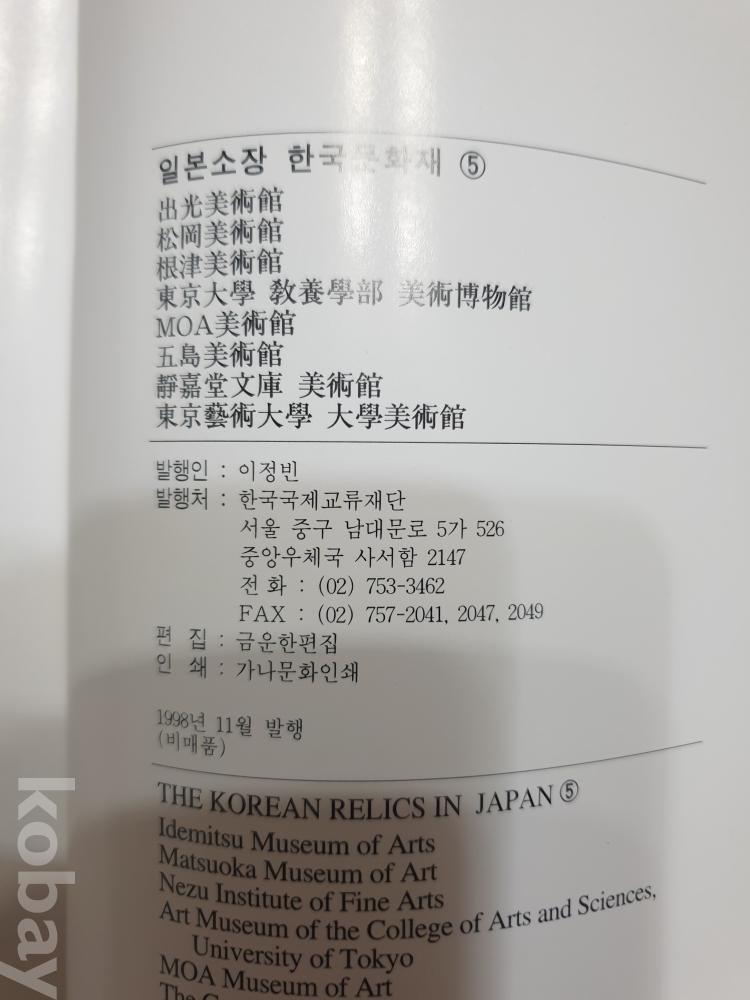 일본소장 한국문화재 ⑤
出光美術館
松岡美術館
根津美術館
東京大學 敎養學部 美術博物館
MOA美術館
五島美術館
靜嘉堂文庫 美術館
東京藝術大學 大學美術館
발행인 : 이정빈
발행처 : 한국국제교류재단
서울 중구 남대문로 5가 526
중앙우체국 사서함 2147
전 화 : (02) 753-3462
FAX : (02) 757-2041, 2047, 2049
편 집 : 금운한편집
인 쇄 : 가나문화인쇄
1998년 11월 발행
(비매품)
THE KOREAN RELICS IN JAPAN ⑤
Idemitsu Museum of Arts
Matsuoka Museum of Art
Nezu Institute of Fine Arts
Art Museum of the College of Arts and Sciences,
University of Tokyo
MOA Museum of Art
The
kobay